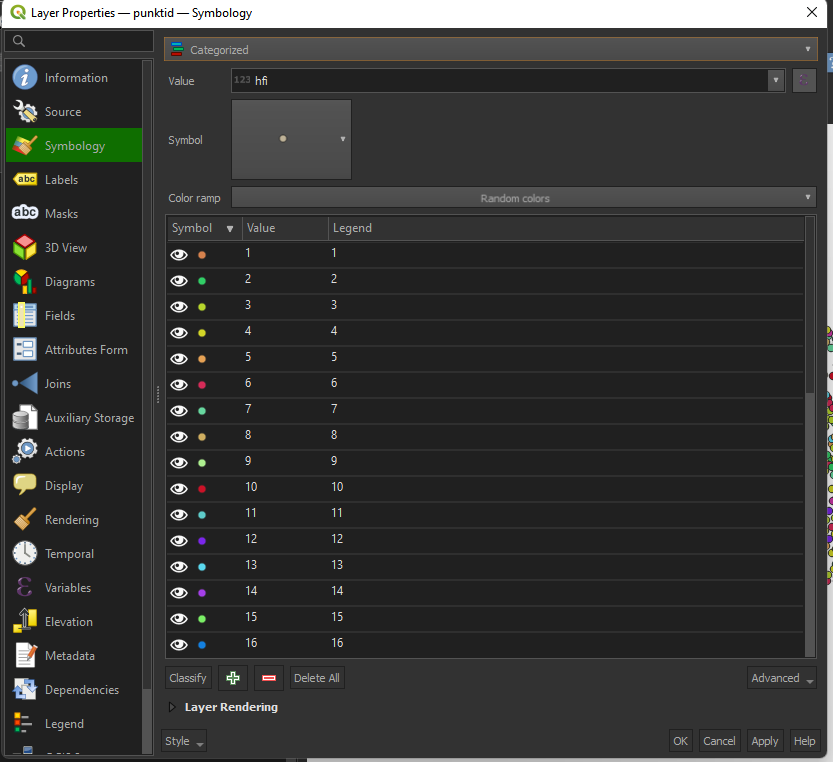 Layer Properties — punktid — Symbology
Information
Source
Symbology
abc Labels
abc Masks
3D View
Diagrams
Fields
Attributes Form
Joins
Auxiliary Storage
Actions
Display
Rendering
Temporal
Variables
Elevation
Metadata
Dependencies
Legend
Categorized
Value 123 hfi
Symbol
Color ramp Random colors
Symbol Value Legend
1 1
2 2
3 3
4 4
5 5
6 6
7 7
8 8
9 9
10 10
11 11
12 12
13 13
14 14
15 15
16 16
Classify Delete All Advanced
Layer Rendering
Style OK Cancel Apply Help